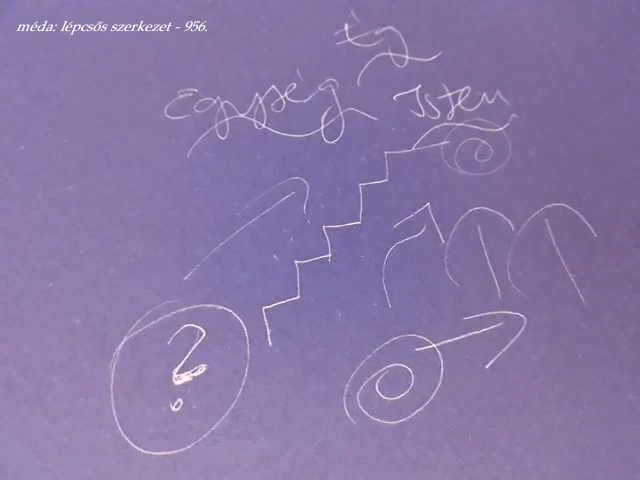 méda: lépcsős szerkezet - 956.
Ég
Egység Isten
?